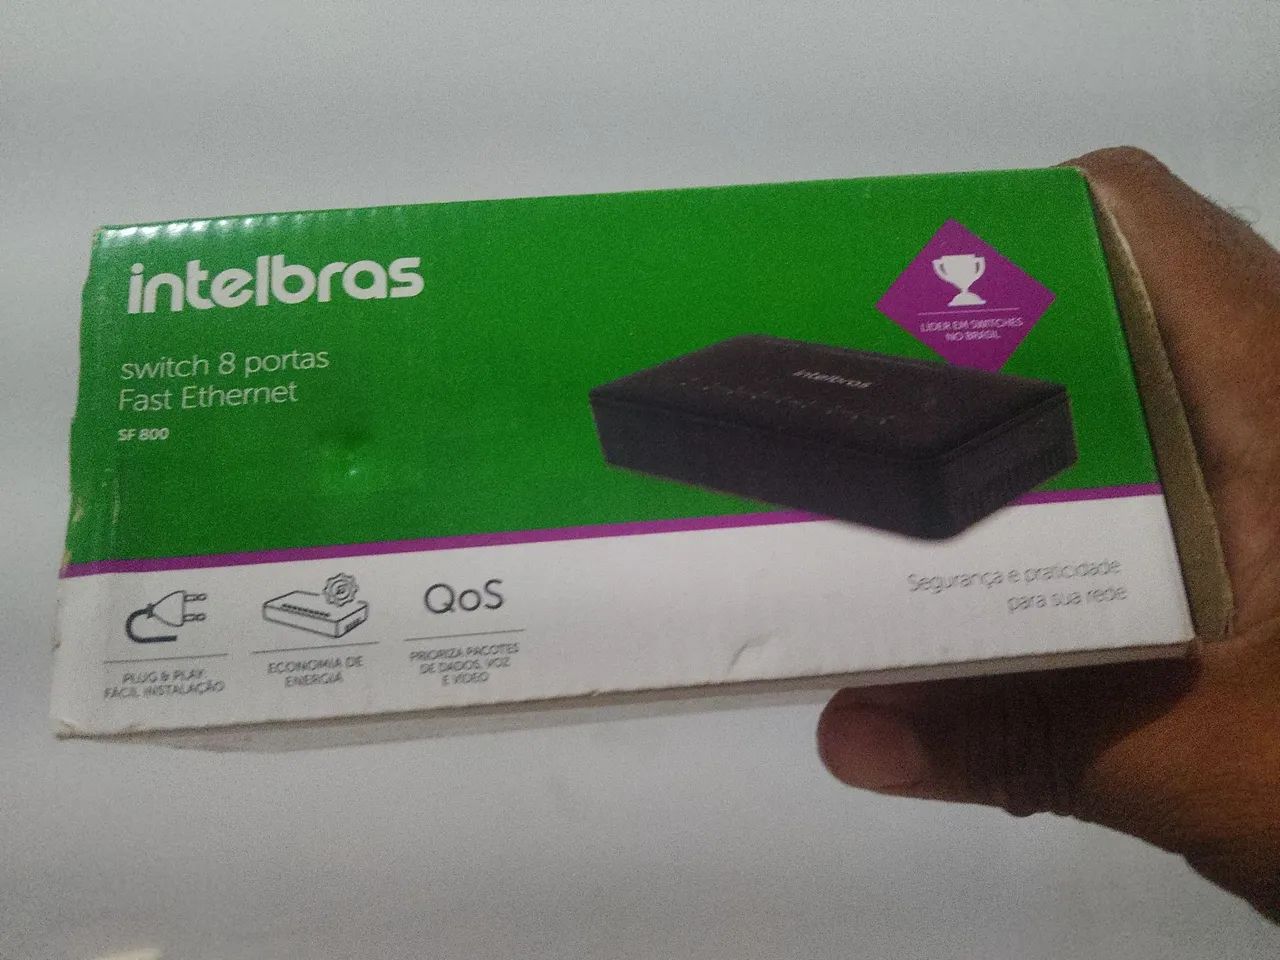 intelbras
switch 8 portas
Fast Ethernet
SF 800
LÍDER EM SWITCHES
NO BRASIL
intelbras
PLUG & PLAY
FÁCIL INSTALAÇÃO
ECONOMIA DE
ENERGIA
QoS
PRIORIZA PACOTES
DE DADOS, VOZ
E VÍDEO
Segurança e praticidade
para sua rede